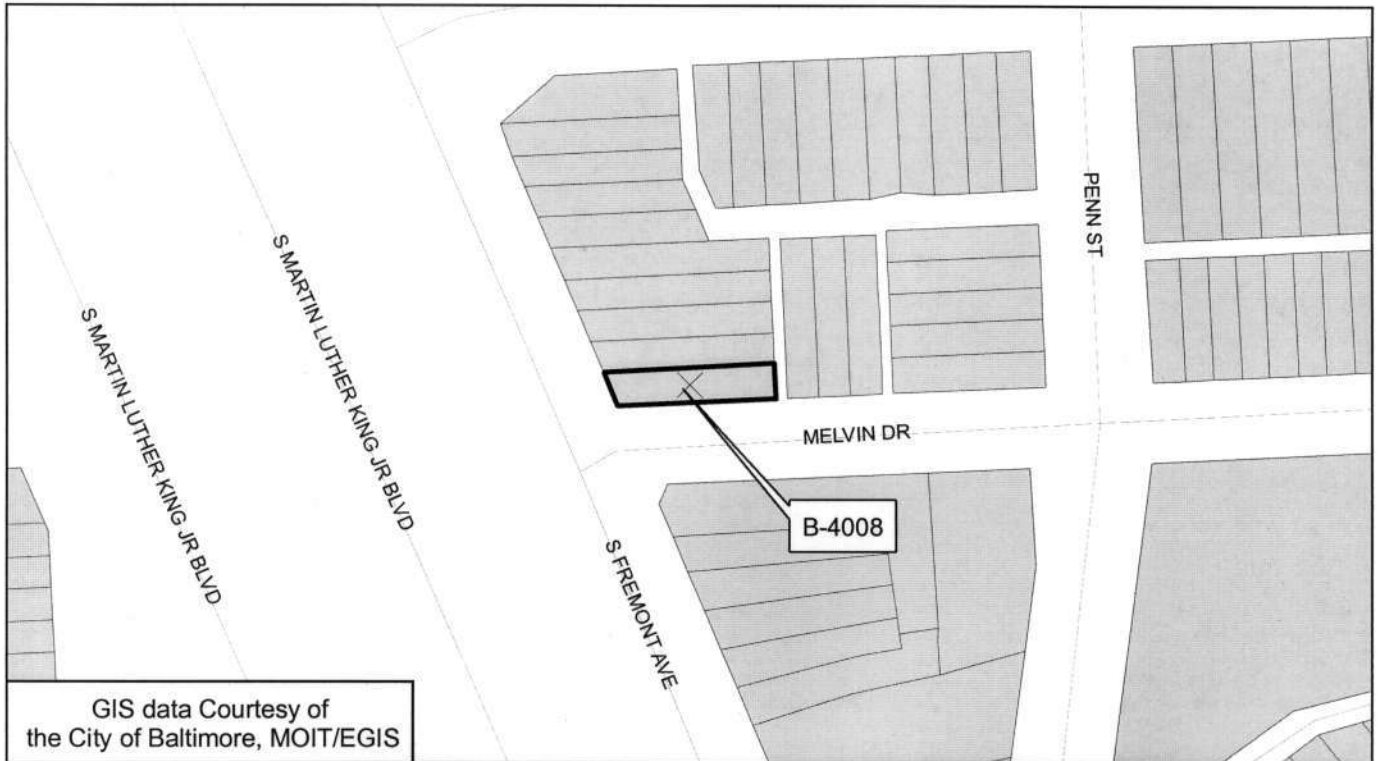 PENN ST
S MARTIN LUTHER KING JR BLVD
S MARTIN LUTHER KING JR BLVD
MELVIN DR
B-4008
S FREMONT AVE
GIS data Courtesy of
the City of Baltimore, MOIT/EGIS